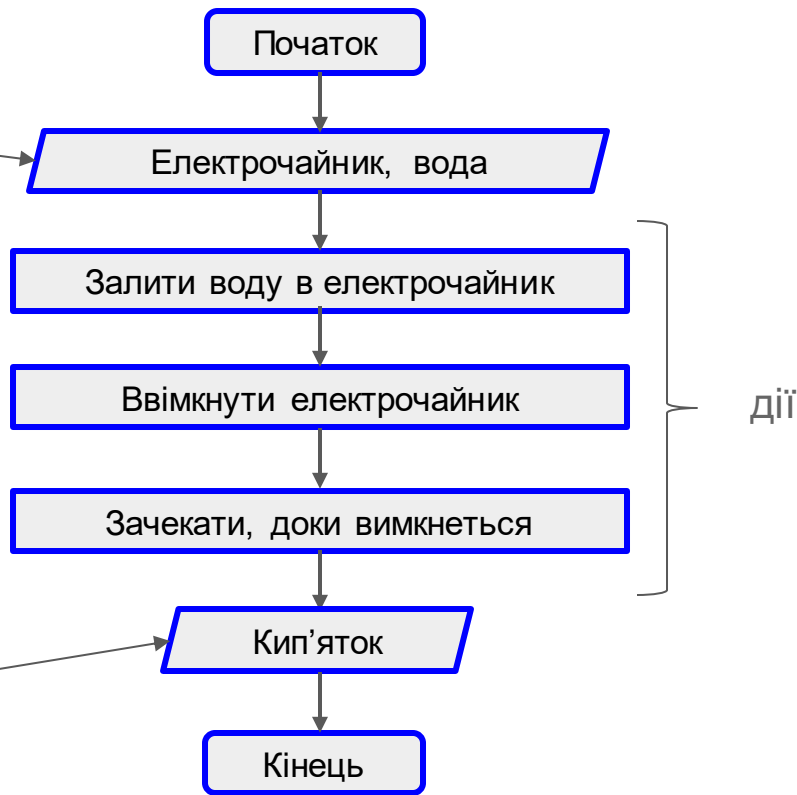 Початок
Електрочайник, вода
Залити воду в електрочайник
Ввімкнути електрочайник
дії
Зачекати, доки вимкнеться
Кип’яток
Кінець